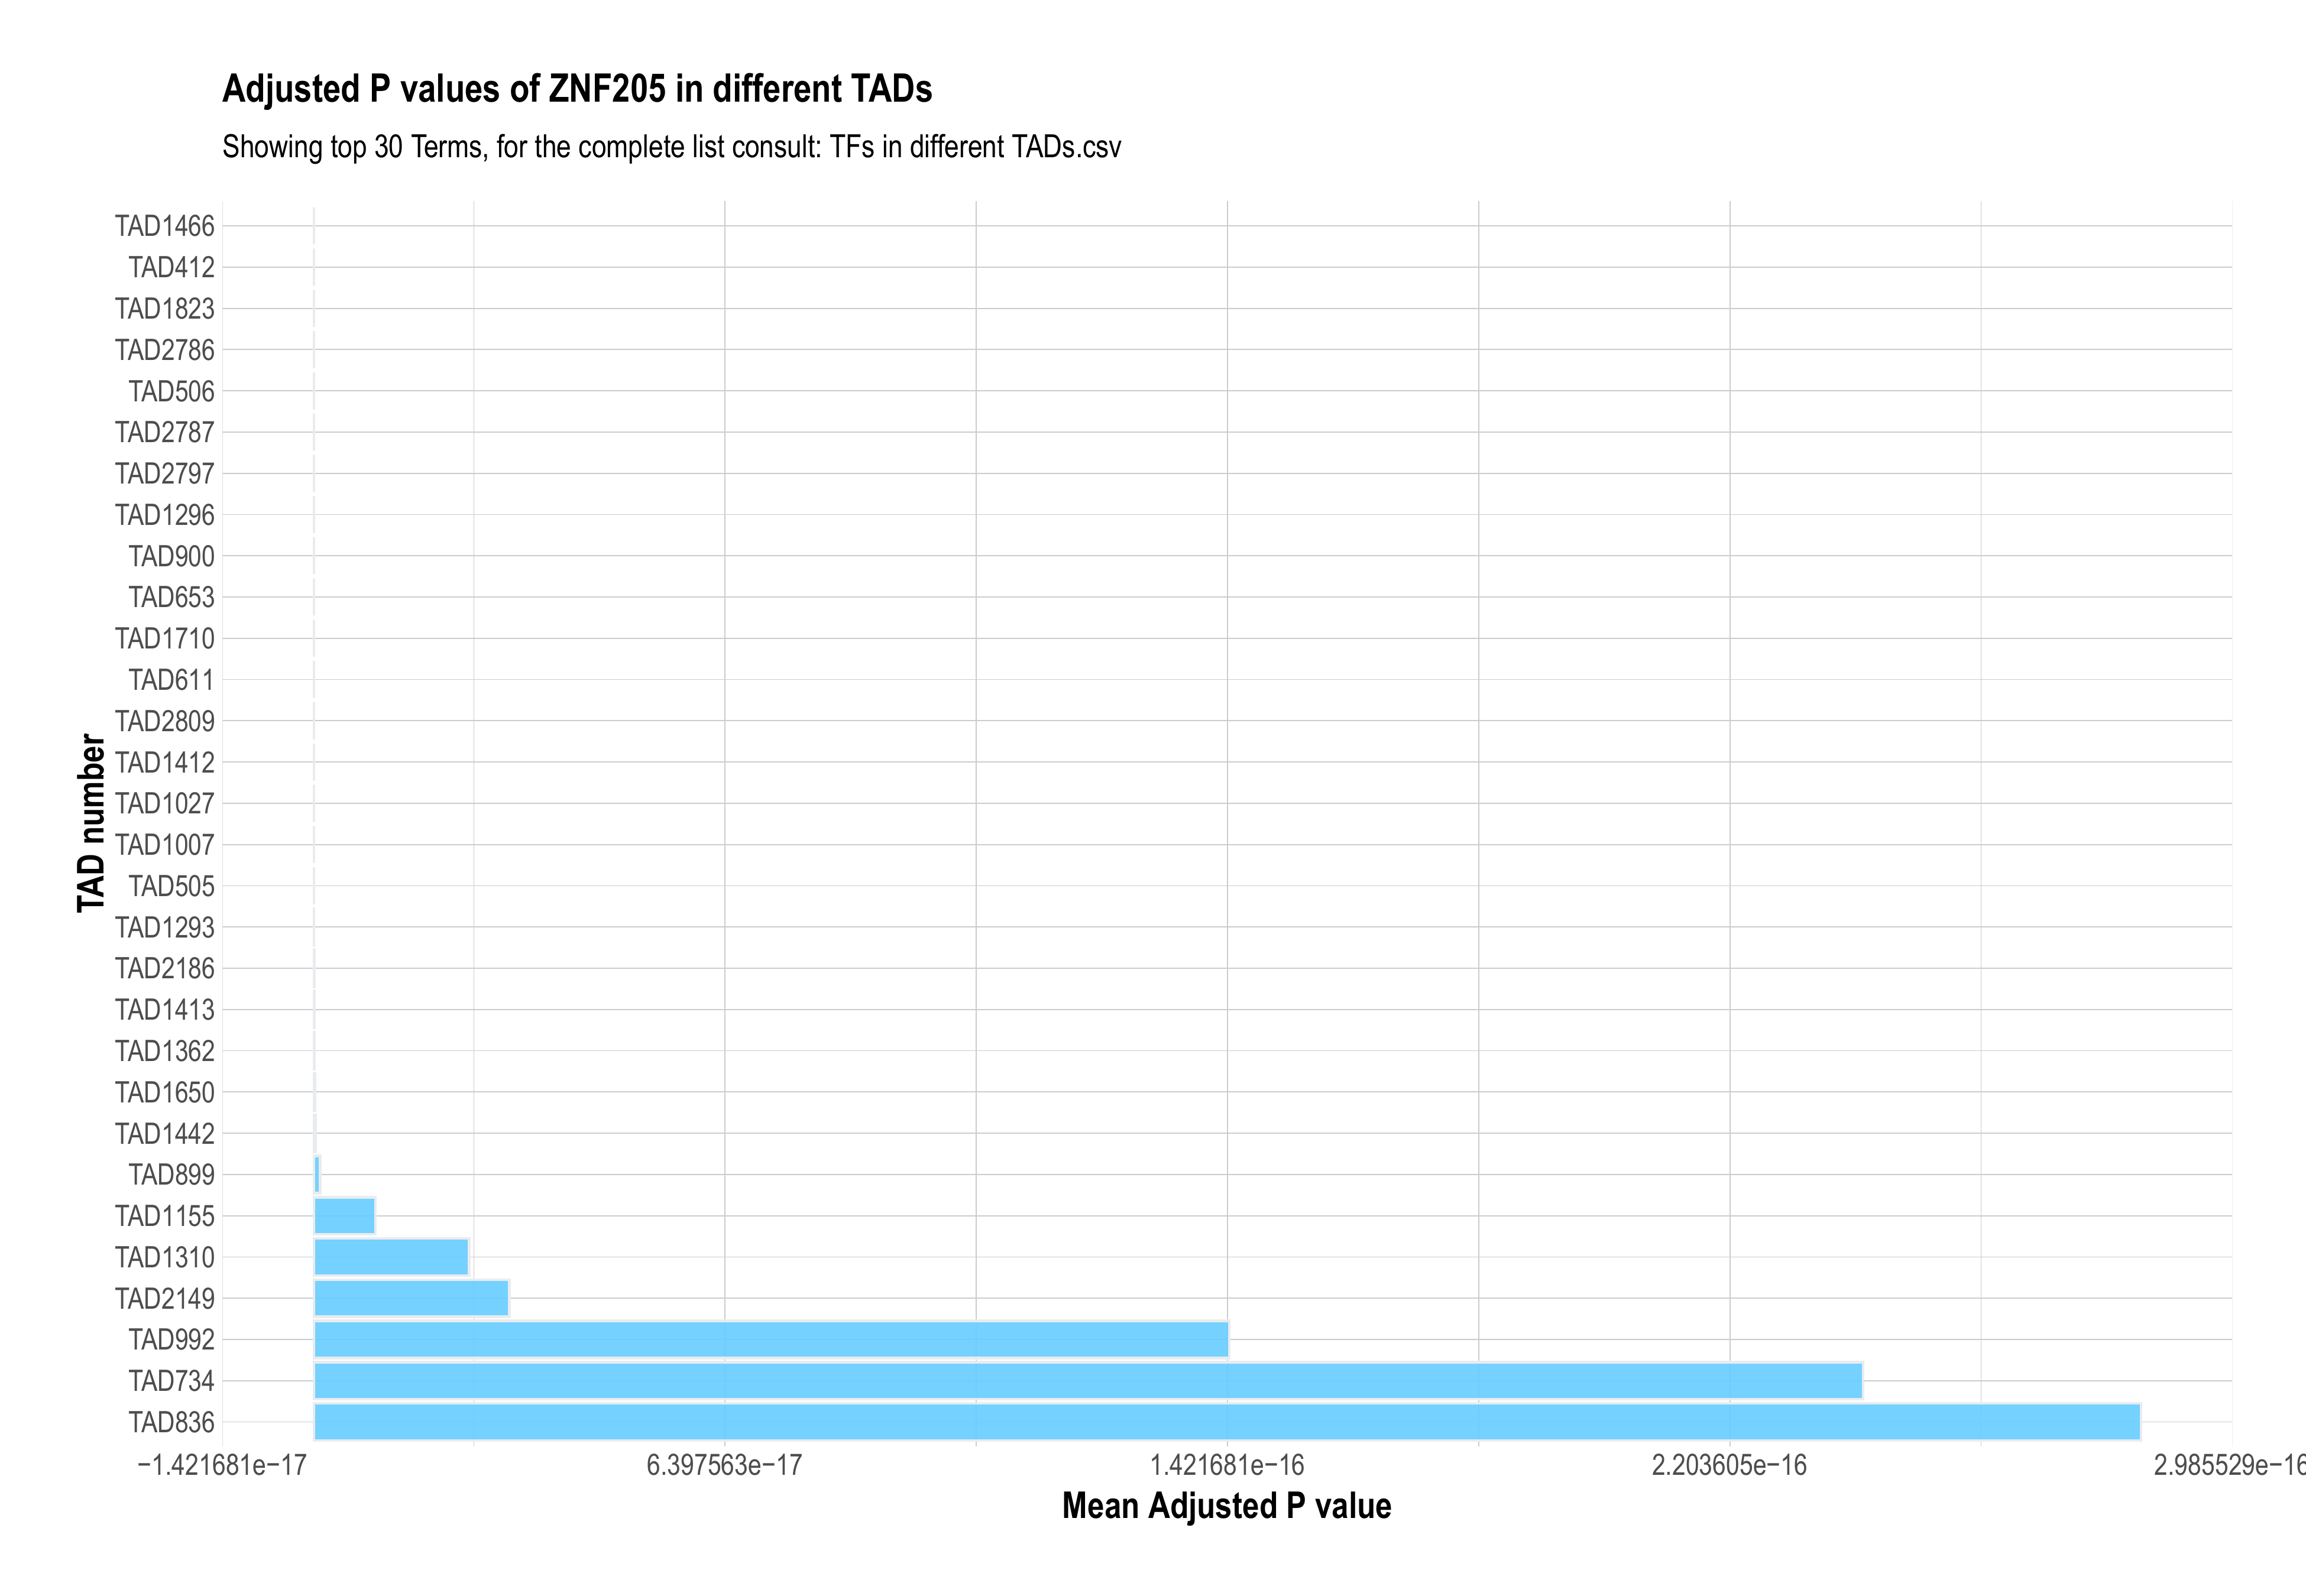 Adjusted P values of ZNF205 in different TADs
Showing top 30 Terms, for the complete list consult: TFs in different TADs.csv
TAD number
TAD1466
TAD412
TAD1823
TAD2786
TAD506
TAD2787
TAD2797
TAD1296
TAD900
TAD653
TAD1710
TAD611
TAD2809
TAD1412
TAD1027
TAD1007
TAD505
TAD1293
TAD2186
TAD1413
TAD1362
TAD1650
TAD1442
TAD899
TAD1155
TAD1310
TAD2149
TAD992
TAD734
TAD836
−1.421681e−17 6.397563e−17 1.421681e−16 2.203605e−16 2.985529e−16
Mean Adjusted P value